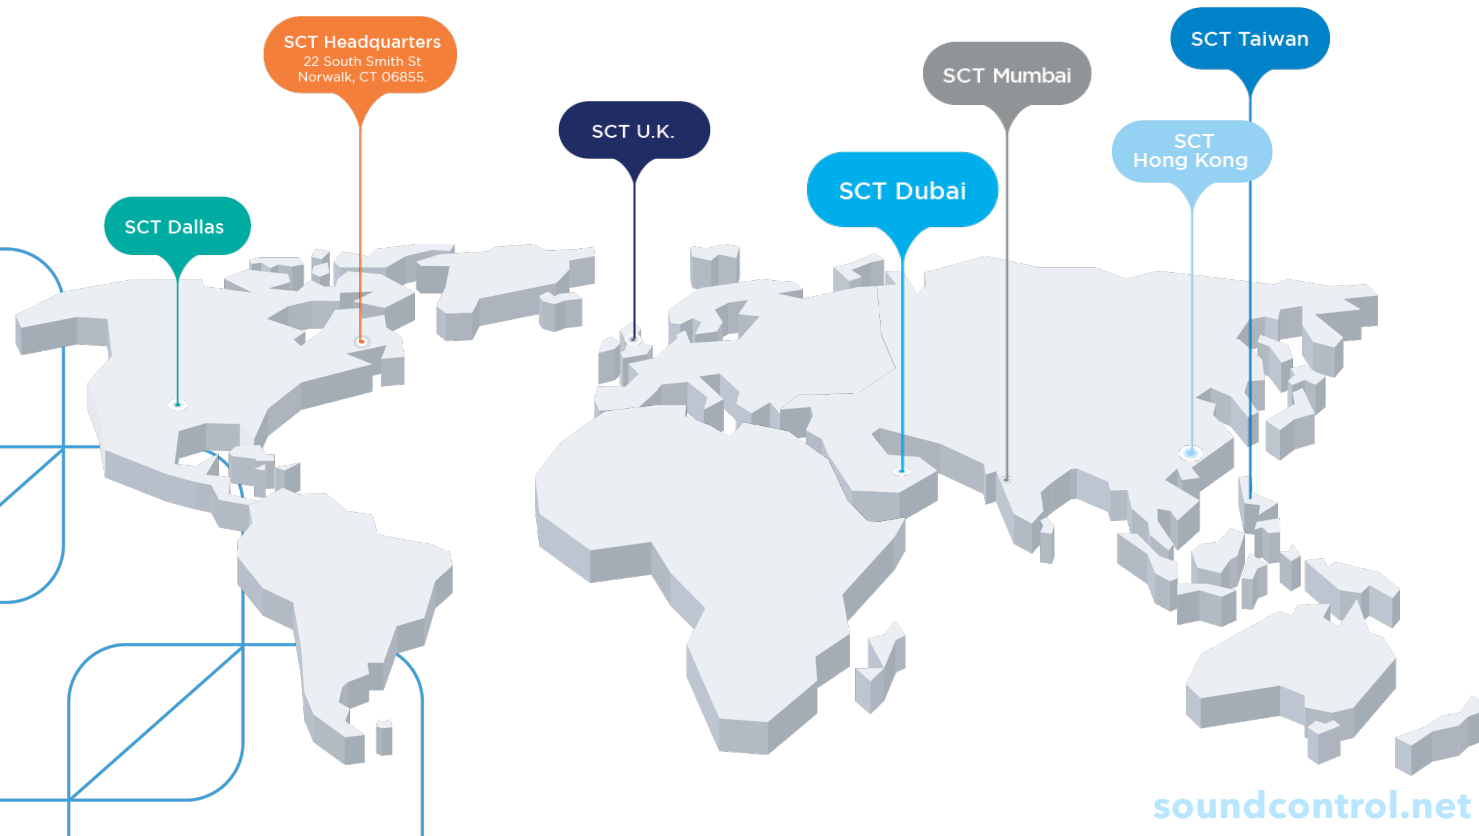 SCT Headquarters
22 South Smith St
Norwalk, CT 06855.
SCT Taiwan
SCT Mumbai
SCT U.K.
SCT
Hong Kong
SCT Dubai
SCT Dallas
soundcontrol.net